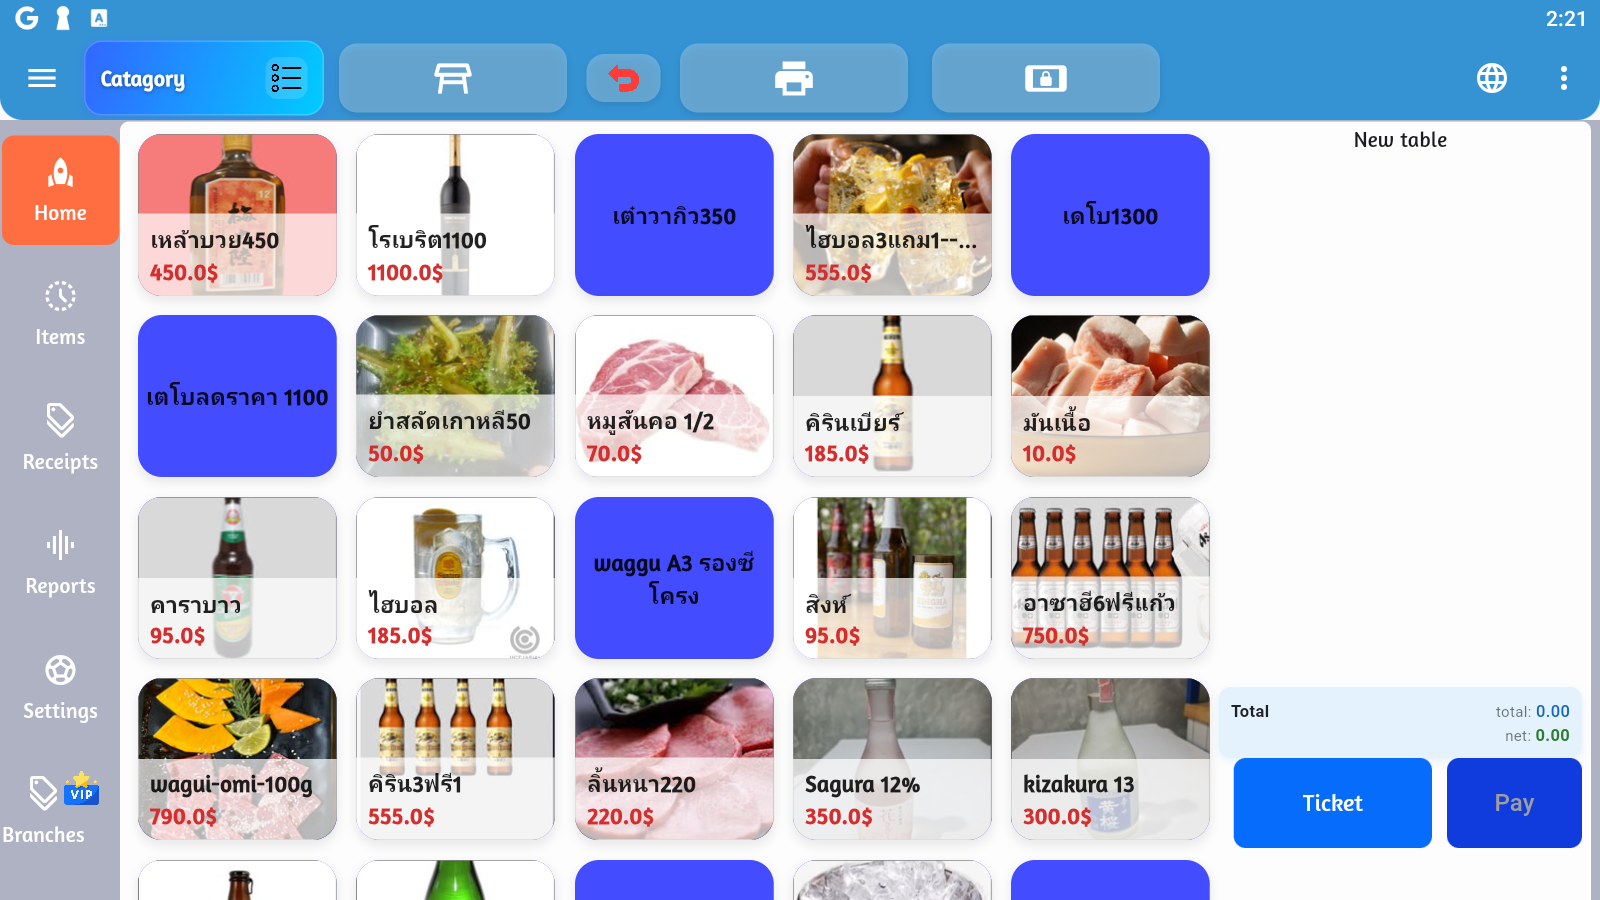 2:21
Catagory
Home
Items
Receipts
Reports
Settings
VIP
Branches
เหล้าบวย450
450.0$
โรเบริต1100
1100.0$
เต๋าวากิว350
ไฮบอล3แถม1--...
555.0$
เดโบ1300
เตโบลดราคา 1100
ยำสลัดเกาหลี50
50.0$
หมูสันคอ 1/2
70.0$
คิรินเบียร์
185.0$
มันเนื้อ
10.0$
คาราบาว
95.0$
ไฮบอล
185.0$
waggu A3 รองซี
โครง
สิงห์
95.0$
อาซาฮี6ฟรีแก้ว
750.0$
wagui-omi-100g
790.0$
คิริน3ฟรี1
555.0$
ลิ้นหนา220
220.0$
Sagura 12%
350.0$
kizakura 13
300.0$
New table
Total
total: 0.00
net: 0.00
Ticket
Pay